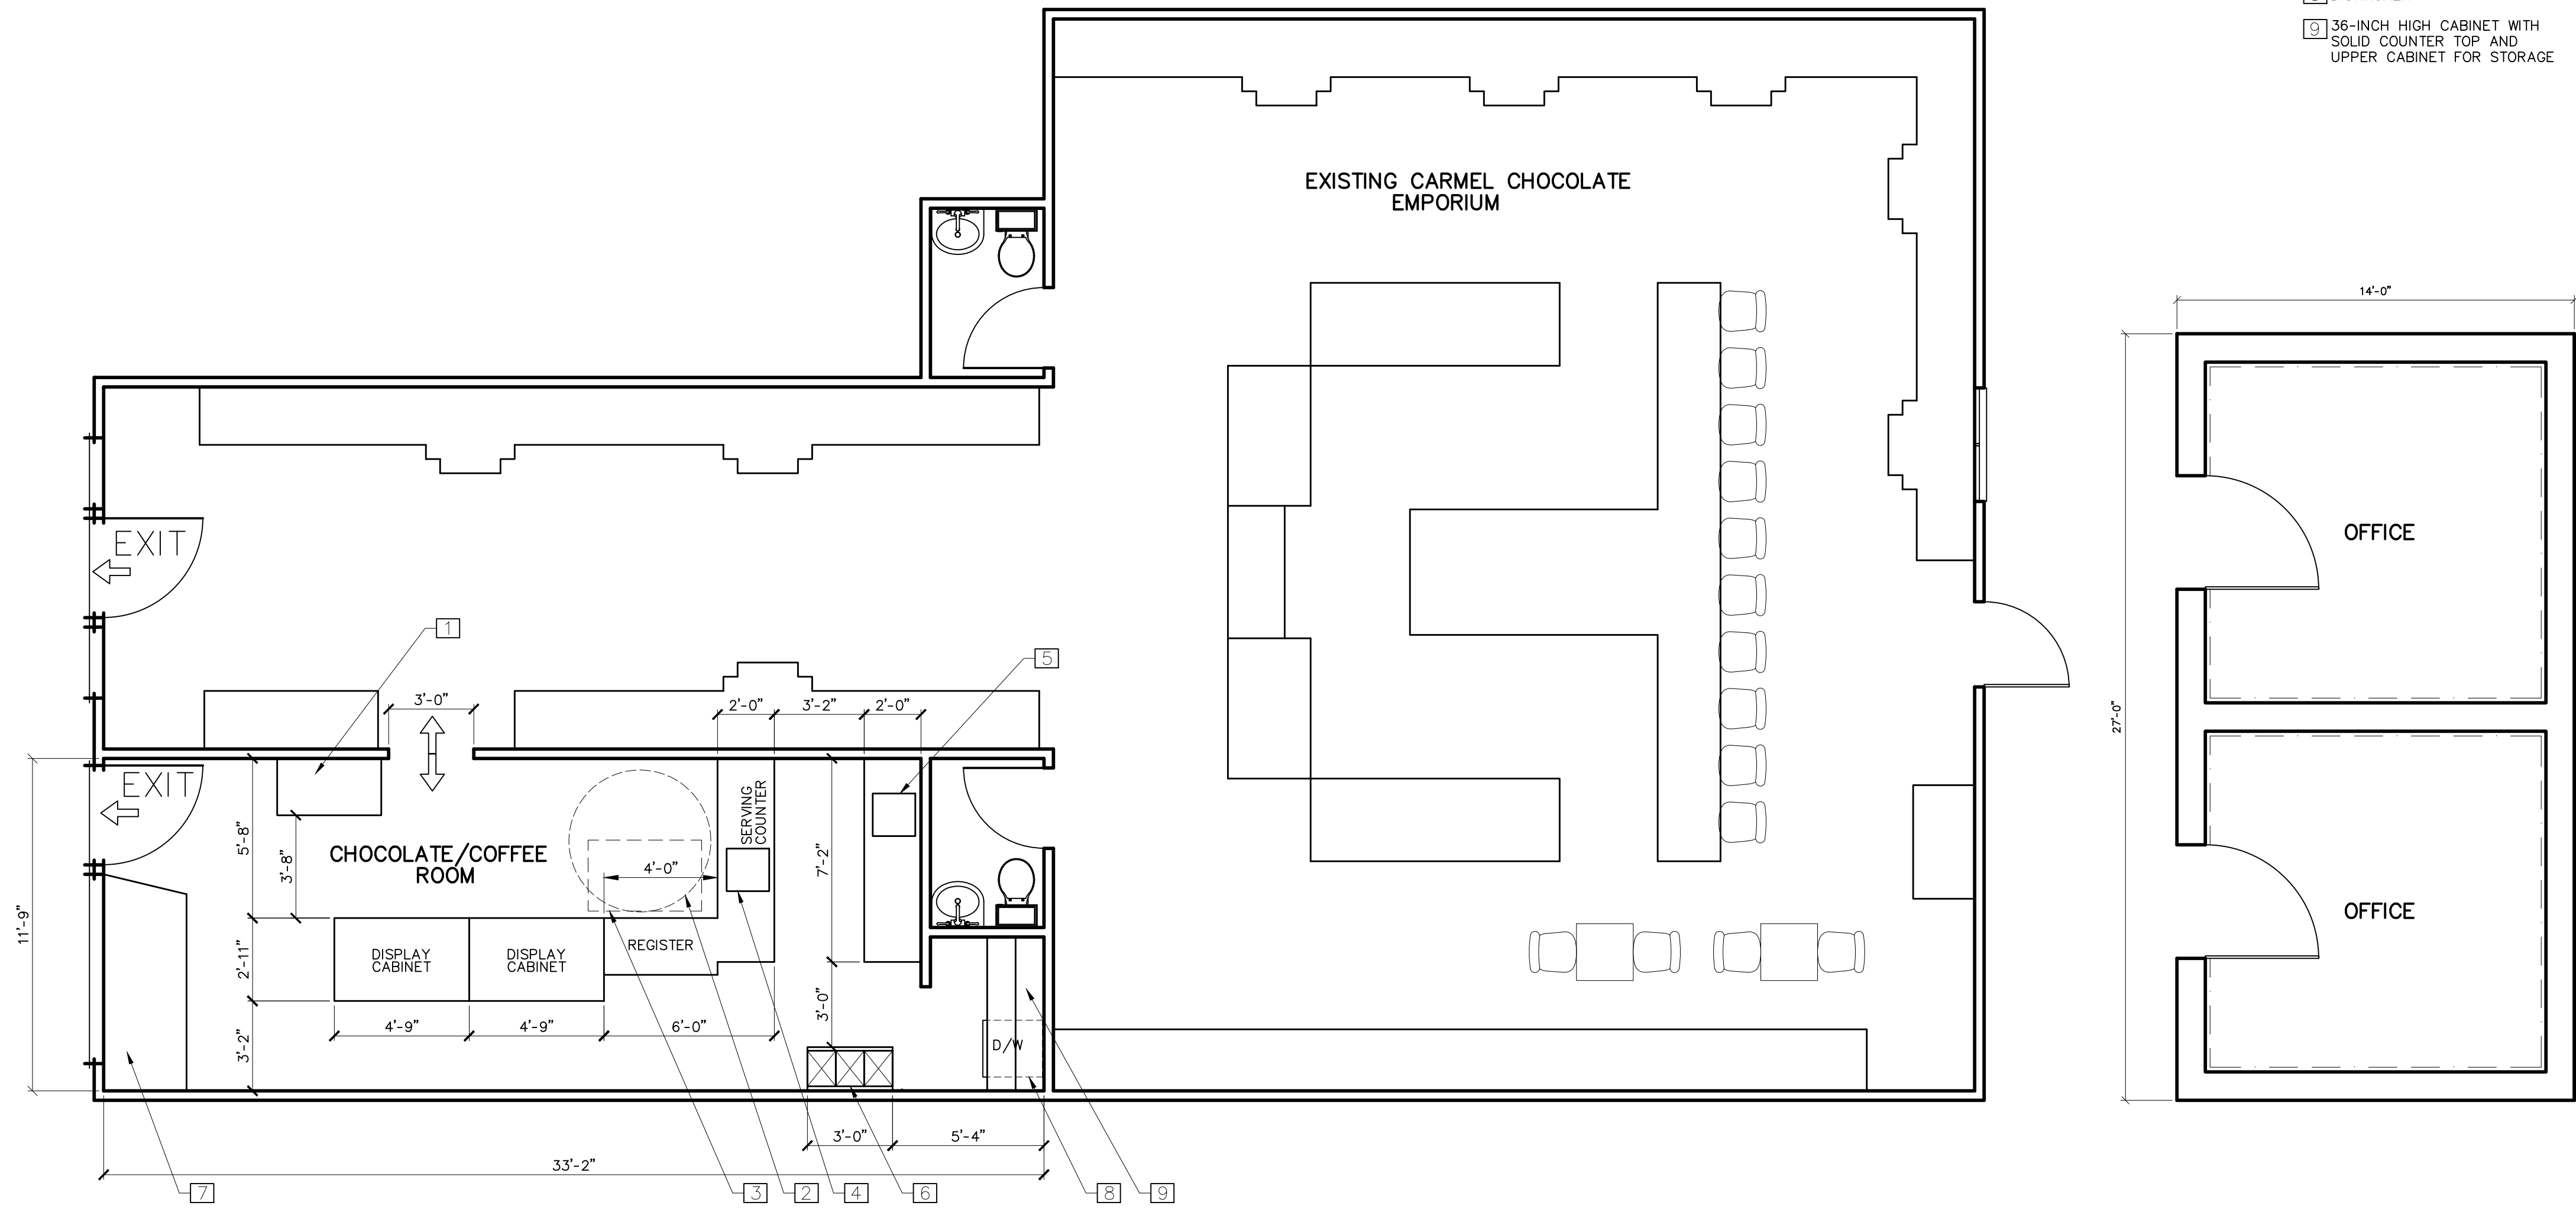 9 36-INCH HIGH CABINET WITH
SOLID COUNTER TOP AND
UPPER CABINET FOR STORAGE
EXISTING CARMEL CHOCOLATE
EMPORIUM
14'-0"
27'-0"
OFFICE
OFFICE
EXIT
1
5
3'-0"
2'-0"
3'-2"
2'-0"
EXIT
SERVING
COUNTER
CHOCOLATE/COFFEE
ROOM
5'-8"
3'-8"
4'-0"
7'-2"
11'-9"
REGISTER
DISPLAY
CABINET
DISPLAY
CABINET
2'-11"
3'-0"
4'-9"
4'-9"
6'-0"
3'-2"
D/W
3'-0"
5'-4"
33'-2"
7
3
2
4
6
8
9